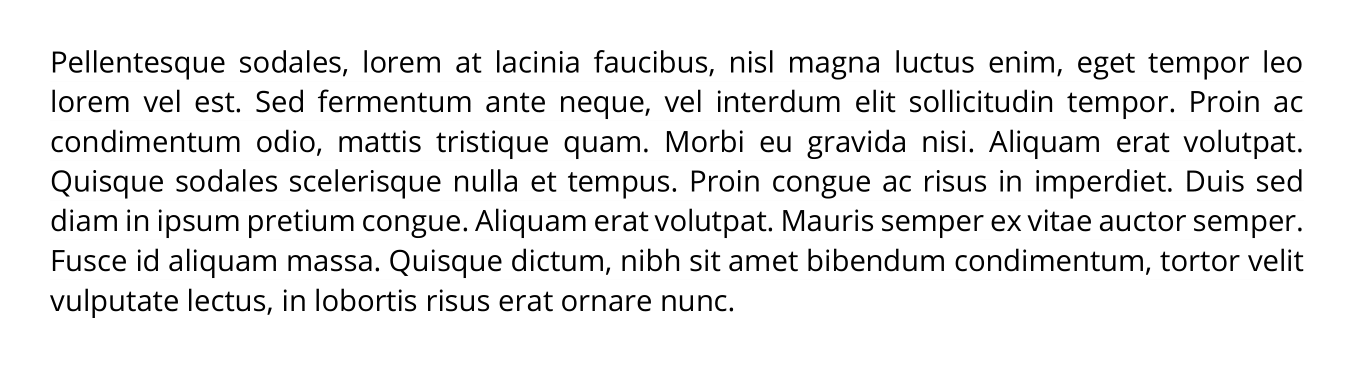 Pellentesque sodales, lorem at lacinia faucibus, nisl magna luctus enim, eget tempor leo
lorem vel est. Sed fermentum ante neque, vel interdum elit sollicitudin tempor. Proin ac
condimentum odio, mattis tristique quam. Morbi eu gravida nisi. Aliquam erat volutpat.
Quisque sodales scelerisque nulla et tempus. Proin congue ac risus in imperdiet. Duis sed
diam in ipsum pretium congue. Aliquam erat volutpat. Mauris semper ex vitae auctor semper.
Fusce id aliquam massa. Quisque dictum, nibh sit amet bibendum condimentum, tortor velit
vulputate lectus, in lobortis risus erat ornare nunc.